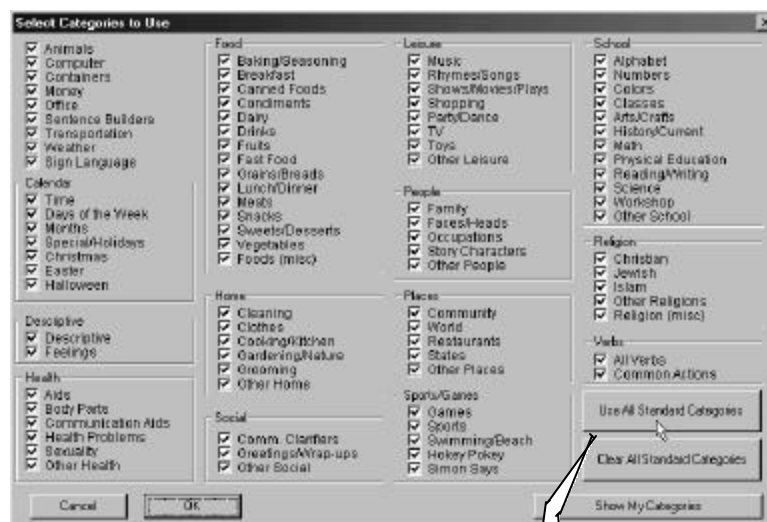 Select Categories to Use
Animals
Computer
Containers
Money
Office
Sentence Builders
Transportation
Weather
Sign Language
Calendar
Time
Days of the Week
Months
Special/Holidays
Christmas
Easter
Halloween
Descriptive
Descriptive
Feelings
Health
Aids
Body Parts
Communication Aids
Health Problems
Sexuality
Other Health
Food
Baking/Seasoning
Breakfast
Canned Foods
Condiments
Dairy
Drinks
Fruits
Fast Food
Grains/Breads
Lunch/Dinner
Meats
Snacks
Sweets/Desserts
Vegetables
Foods (misc)
Home
Cleaning
Clothes
Cooking/Kitchen
Gardening/Nature
Grooming
Other Home
Social
Comm. Clarifiers
Greetings/Wrap-ups
Other Social
Leisure
Music
Rhymes/Songs
Shows/Movies/Plays
Shopping
Party/Dance
TV
Toys
Other Leisure
People
Family
Faces/Heads
Occupations
Story Characters
Other People
Places
Community
World
Restaurants
States
Other Places
Sports/Games
Games
Sports
Swimming/Beach
Hokey Pokey
Simon Says
School
Alphabet
Numbers
Colors
Classes
Arts/Crafts
History/Current
Math
Physical Education
Reading/Writing
Science
Workshop
Other School
Religion
Christian
Jewish
Islam
Other Religions
Religion (misc)
Verbs
All Verbs
Common Actions
Use All Standard Categories
Clear All Standard Categories
Cancel
OK
Show My Categories